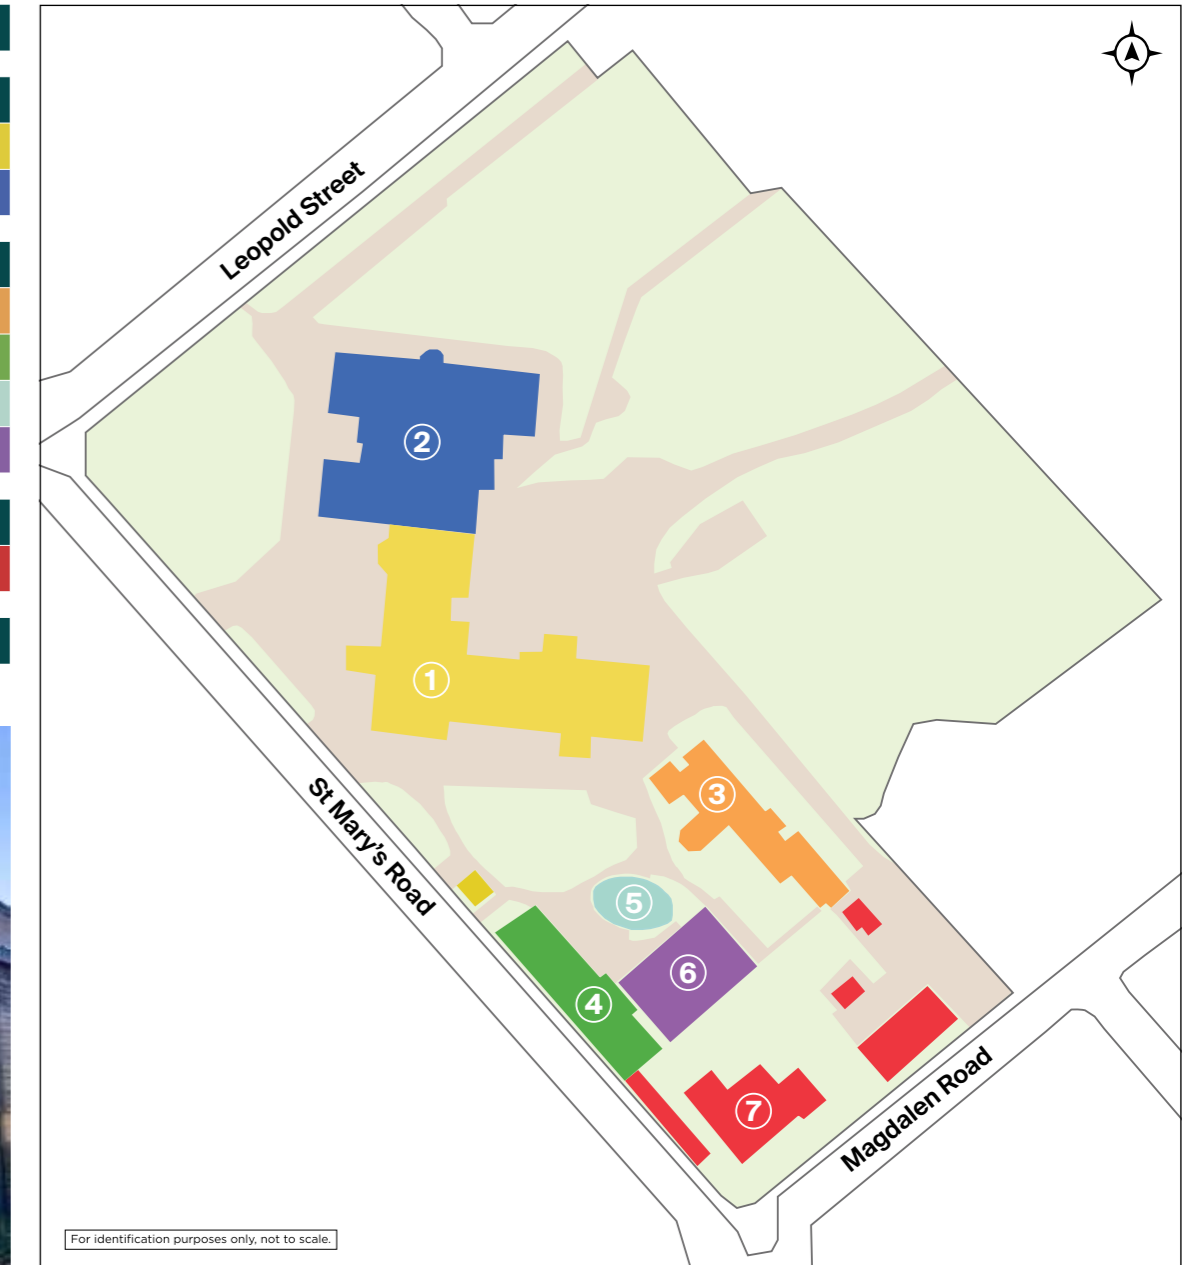 Leopold Street
2
1
St Mary's Road
3
5
6
4
7
Magdalen Road
For identification purposes only, not to scale.